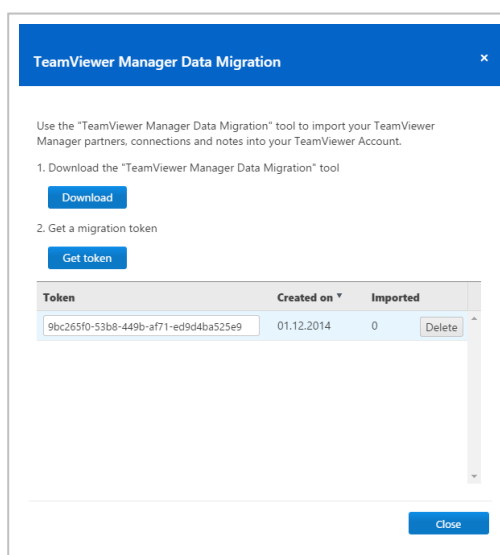 TeamViewer Manager Data Migration ×
Use the "TeamViewer Manager Data Migration" tool to import your TeamViewer
Manager partners, connections and notes into your TeamViewer Account.
1. Download the "TeamViewer Manager Data Migration" tool
Download
2. Get a migration token
Get token
Token Created on ▼ Imported
9bc265f0-53b8-449b-af71-ed9d4ba525e9 01.12.2014 0 Delete
Close